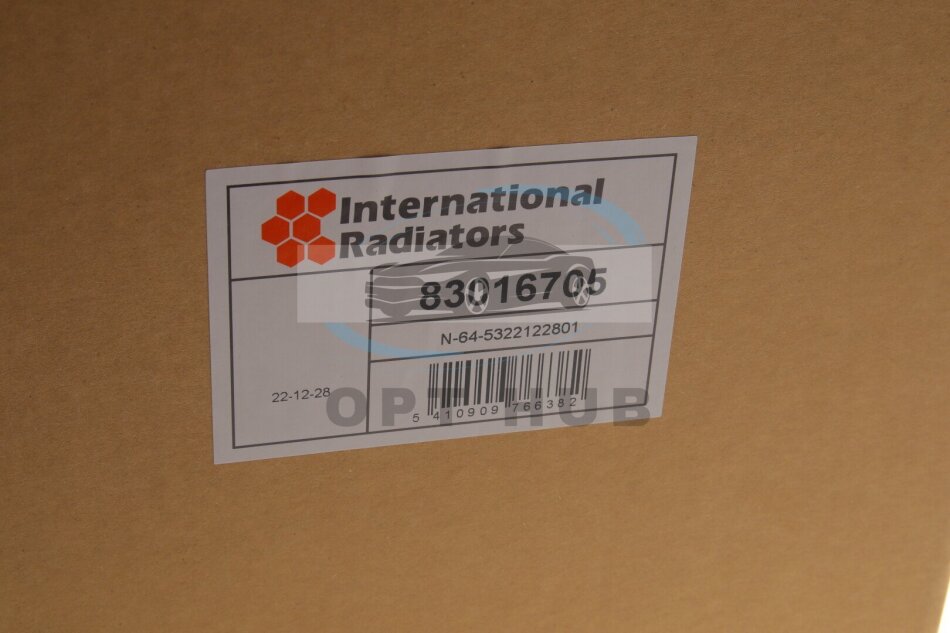 International
Radiators
83016705
N-64-5322122801
22-12-28
5 410909 766382
OPT HUB